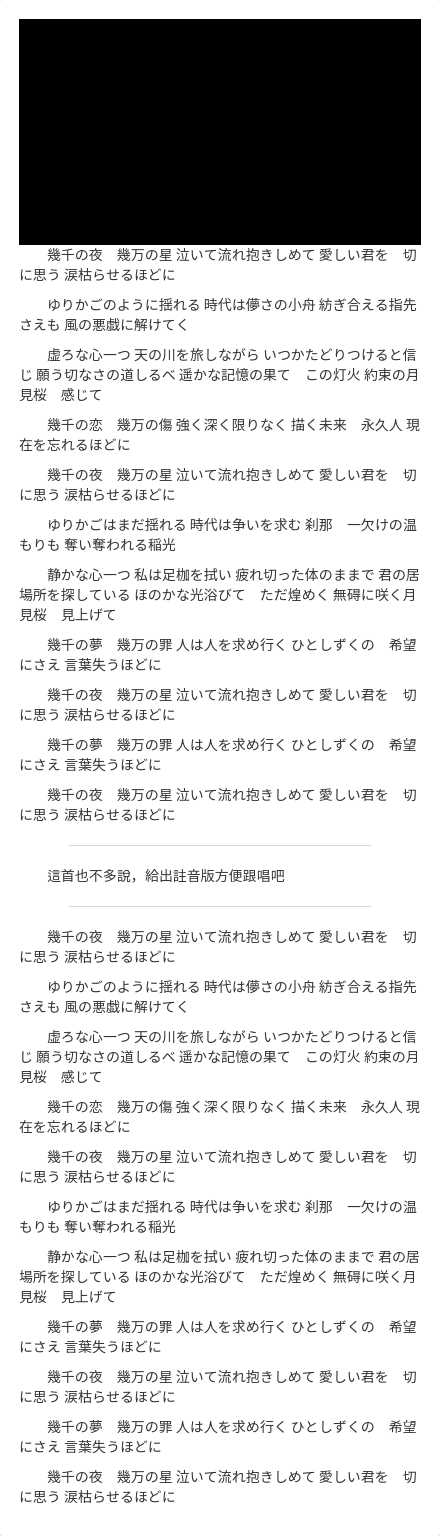 幾千の夜　幾万の星 泣いて流れ抱きしめて 愛しい君を　切
に思う 涙枯らせるほどに
ゆりかごのように揺れる 時代は儚さの小舟 紡ぎ合える指先
さえも 風の悪戯に解けてく
虚ろな心一つ 天の川を旅しながら いつかたどりつけると信
じ 願う切なさの道しるべ 遥かな記憶の果て　この灯火 約束の月
見桜　感じて
幾千の恋　幾万の傷 強く深く限りなく 描く未来　永久人 現
在を忘れるほどに
幾千の夜　幾万の星 泣いて流れ抱きしめて 愛しい君を　切
に思う 涙枯らせるほどに
ゆりかごはまだ揺れる 時代は争いを求む 刹那　一欠けの温
もりも 奪い奪われる稲光
静かな心一つ 私は足枷を拭い 疲れ切った体のままで 君の居
場所を探している ほのかな光浴びて　ただ煌めく 無碍に咲く月
見桜　見上げて
幾千の夢　幾万の罪 人は人を求め行く ひとしずくの　希望
にさえ 言葉失うほどに
幾千の夜　幾万の星 泣いて流れ抱きしめて 愛しい君を　切
に思う 涙枯らせるほどに
幾千の夢　幾万の罪 人は人を求め行く ひとしずくの　希望
にさえ 言葉失うほどに
幾千の夜　幾万の星 泣いて流れ抱きしめて 愛しい君を　切
に思う 涙枯らせるほどに
這首也不多說，給出註音版方便跟唱吧
幾千の夜　幾万の星 泣いて流れ抱きしめて 愛しい君を　切
に思う 涙枯らせるほどに
ゆりかごのように揺れる 時代は儚さの小舟 紡ぎ合える指先
さえも 風の悪戯に解けてく
虚ろな心一つ 天の川を旅しながら いつかたどりつけると信
じ 願う切なさの道しるべ 遥かな記憶の果て　この灯火 約束の月
見桜　感じて
幾千の恋　幾万の傷 強く深く限りなく 描く未来　永久人 現
在を忘れるほどに
幾千の夜　幾万の星 泣いて流れ抱きしめて 愛しい君を　切
に思う 涙枯らせるほどに
ゆりかごはまだ揺れる 時代は争いを求む 刹那　一欠けの温
もりも 奪い奪われる稲光
静かな心一つ 私は足枷を拭い 疲れ切った体のままで 君の居
場所を探している ほのかな光浴びて　ただ煌めく 無碍に咲く月
見桜　見上げて
幾千の夢　幾万の罪 人は人を求め行く ひとしずくの　希望
にさえ 言葉失うほどに
幾千の夜　幾万の星 泣いて流れ抱きしめて 愛しい君を　切
に思う 涙枯らせるほどに
幾千の夢　幾万の罪 人は人を求め行く ひとしずくの　希望
にさえ 言葉失うほどに
幾千の夜　幾万の星 泣いて流れ抱きしめて 愛しい君を　切
に思う 涙枯らせるほどに